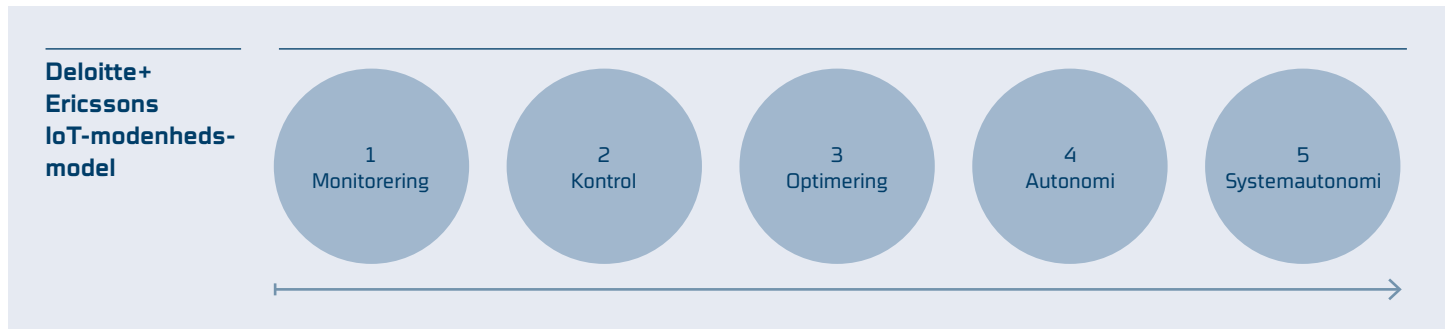 Deloitte+
Ericssons
IoT-modenheds-
model
1
Monitorering
2
Kontrol
3
Optimering
4
Autonomi
5
Systemautonomi